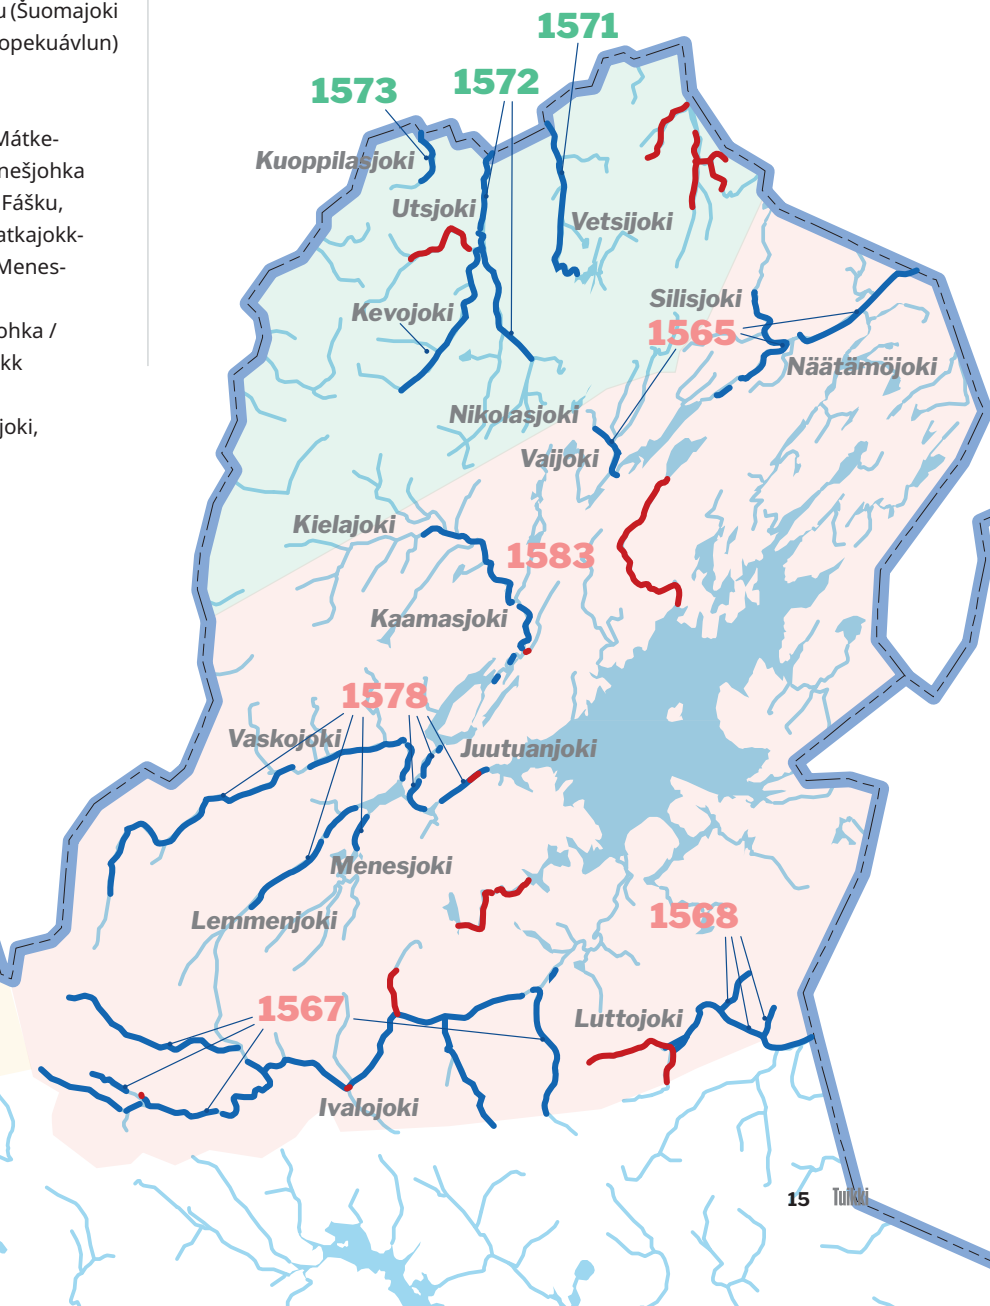 u (Šuomajoki
opekuávlun)
Mátke-
nešjohka
Fášku,
atkajokk-
Menes-
ohka /
kk
joki,
1571
1572
1573
Kuoppilasjoki
Utsjoki
Vetsijoki
Silisjoki
Kevojoki
1565
Näätämöjoki
Nikolasjoki
Vaijoki
Kielajoki
1583
Kaamasjoki
1578
Vaskojoki
Juutuanjoki
Menesjoki
Lemmenjoki
1568
1567
Luttojoki
Ivalojoki
15